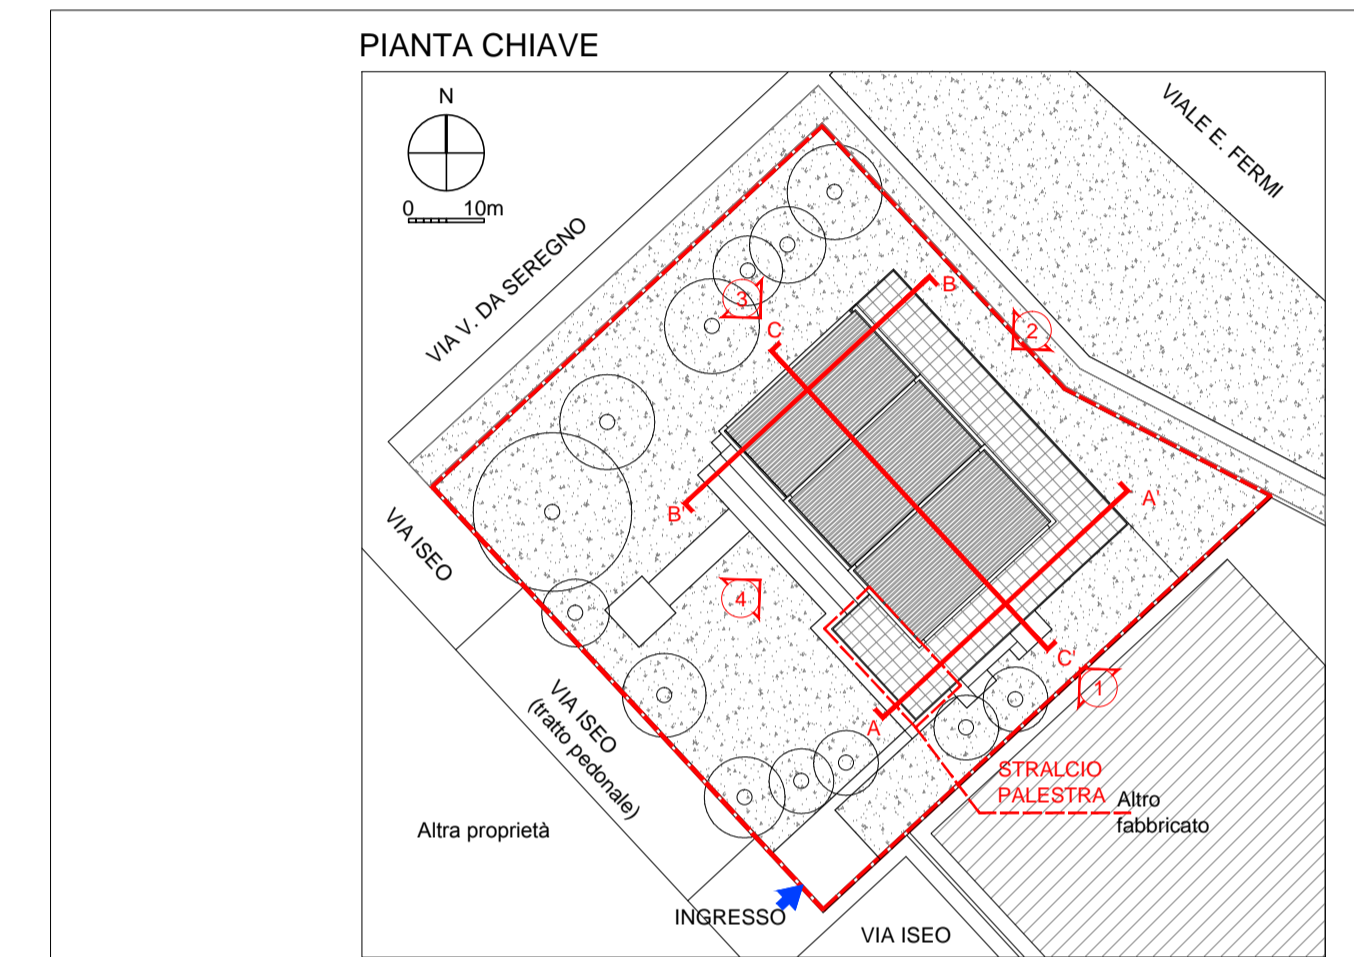 PIANTA CHIAVE
N
0 10m
VIALE E. FERMI
VIA V. DA SEREGNO
B
3
2
C
A'
B'
VIA ISEO
4
C'
1
A
VIA ISEO
(tratto pedonale)
STRALCIO
PALESTRA
Altro
fabbricato
Altra proprietà
INGRESSO
VIA ISEO